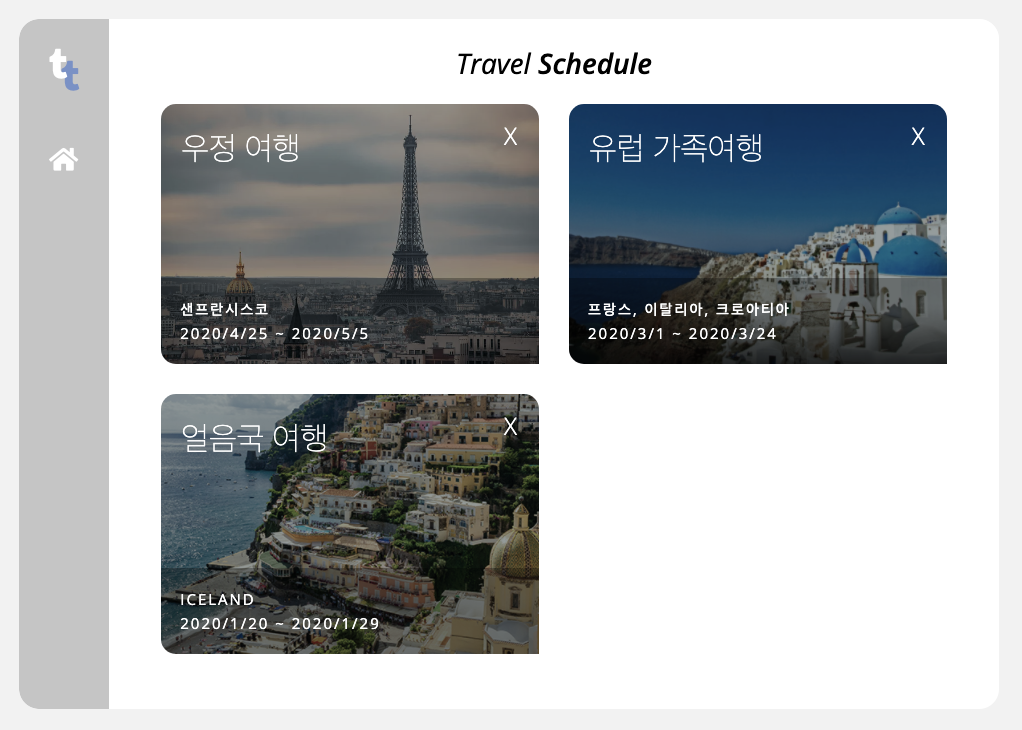 tt
Travel Schedule
우정 여행
X
샌프란시스코
2020/4/25 ~ 2020/5/5
유럽 가족여행
X
프랑스, 이탈리아, 크로아티아
2020/3/1 ~ 2020/3/24
얼음국 여행
X
ICELAND
2020/1/20 ~ 2020/1/29